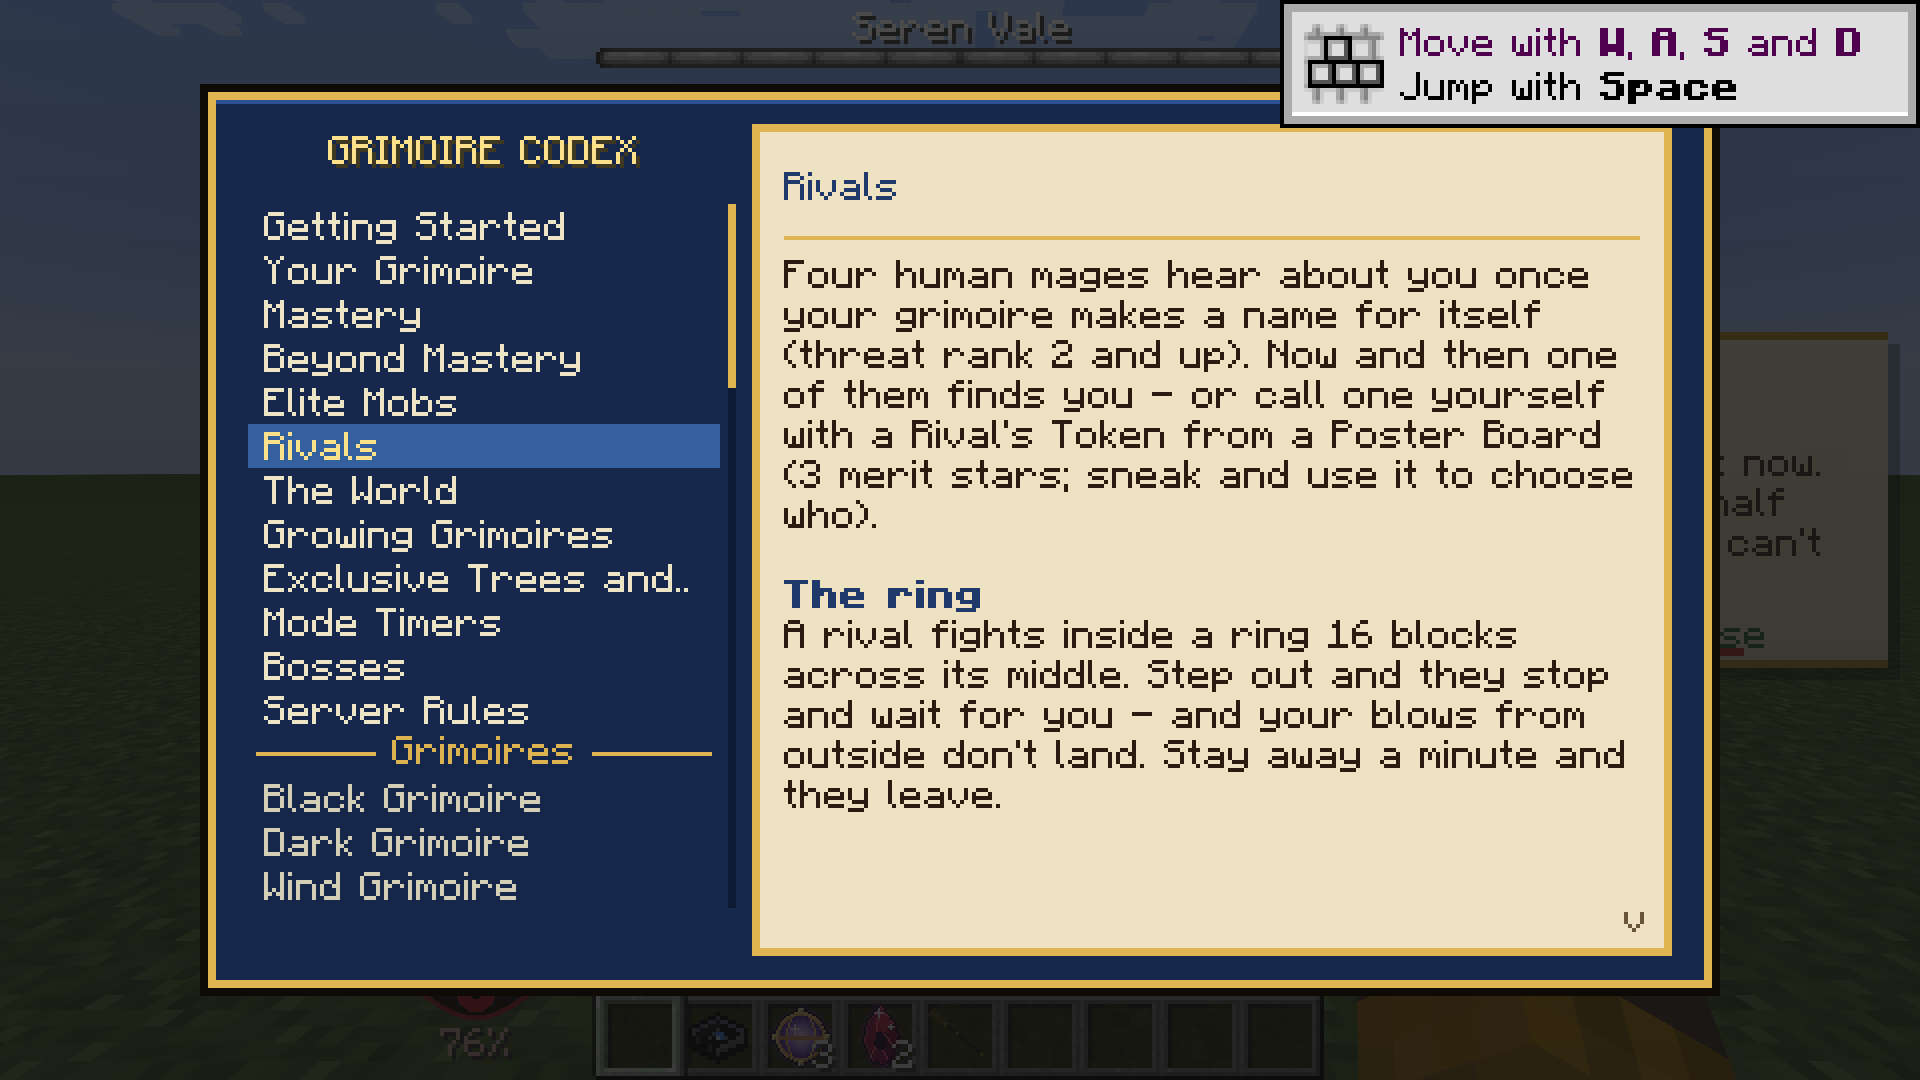 Seren Vale
Move with W, A, S and D
Jump with Space
GRIMOIRE CODEX
Getting Started
Your Grimoire
Mastery
Beyond Mastery
Elite Mobs
Rivals
The World
Growing Grimoires
Exclusive Trees and..
Mode Timers
Bosses
Server Rules
Grimoires
Black Grimoire
Dark Grimoire
Wind Grimoire
Rivals
Four human mages hear about you once
your grimoire makes a name for itself
(threat rank 2 and up). Now and then one
of them finds you – or call one yourself
with a Rival's Token from a Poster Board
(3 merit stars; sneak and use it to choose
who).
The ring
A rival fights inside a ring 16 blocks
across its middle. Step out and they stop
and wait for you – and your blows from
outside don't land. Stay away a minute and
they leave.
v
now.
can't
76%
3
2